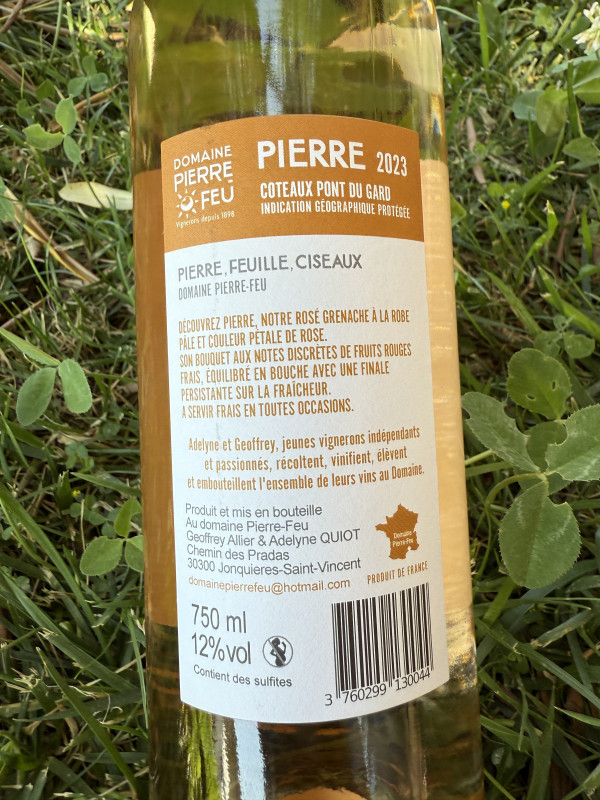 DOMAINE
PIERRE
FEU
Vignerons depuis 1898
PIERRE 2023
COTEAUX PONT DU GARD
INDICATION GÉOGRAPHIQUE PROTÉGÉE
PIERRE, FEUILLE, CISEAUX
DOMAINE PIERRE-FEU
DÉCOUVREZ PIERRE, NOTRE ROSÉ GRENACHE À LA ROBE
PÂLE ET COULEUR PÉTALE DE ROSE.
SON BOUQUET AUX NOTES DISCRÈTES DE FRUITS ROUGES
FRAIS, ÉQUILIBRÉ EN BOUCHE AVEC UNE FINALE
PERSISTANTE SUR LA FRAÎCHEUR.
A SERVIR FRAIS EN TOUTES OCCASIONS.
Adelyne et Geoffrey, jeunes vignerons indépendants
et passionnés, récoltent, vinifient, élèvent
et embouteillent l'ensemble de leurs vins au Domaine.
Produit et mis en bouteille
Au domaine Pierre-Feu
Geoffrey Allier & Adelyne QUIOT
Chemin des Pradas
30300 Jonquieres-Saint-Vincent
domainepierrefeu@hotmail.com
Domaine
Pierre-Feu
PRODUIT DE FRANCE
750 ml
12%vol
Contient des sulfites
3 760299 130044